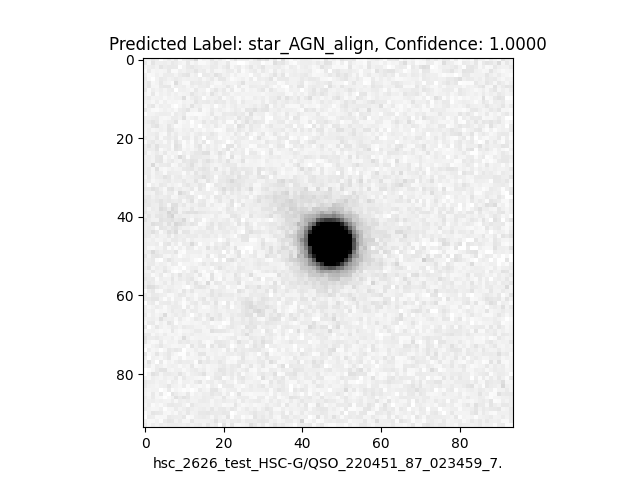 Predicted Label: star_AGN_align, Confidence: 1.0000
0
20
40
60
80
0 20 40 60 80
hsc_2626_test_HSC-G/QSO_220451_87_023459_7.